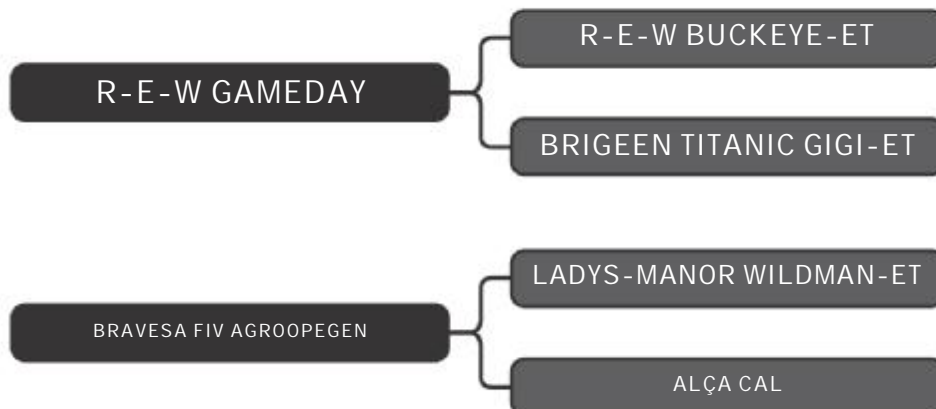 R-E-W BUCKEYE-ET
R-E-W GAMEDAY
BRIGEEN TITANIC GIGI-ET
LADYS-MANOR WILDMAN-ET
BRAVESA FIV AGROOPEGEN
ALÇA CAL